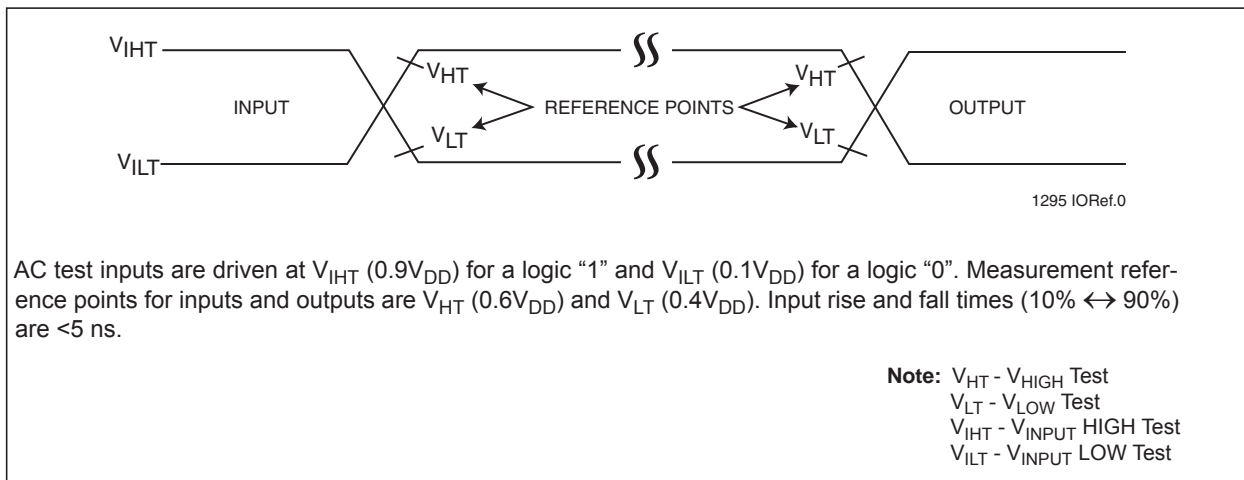 VIHT
VHT
VHT
INPUT
REFERENCE POINTS
OUTPUT
VLT
VLT
VILT
1295 IORef.0
AC test inputs are driven at VIHT (0.9VDD) for a logic “1” and VILT (0.1VDD) for a logic “0”. Measurement refer-
ence points for inputs and outputs are VHT (0.6VDD) and VLT (0.4VDD). Input rise and fall times (10% ↔ 90%)
are <5 ns.
Note: VHT - VHIGH Test
VLT - VLOW Test
VIHT - VINPUT HIGH Test
VILT - VINPUT LOW Test